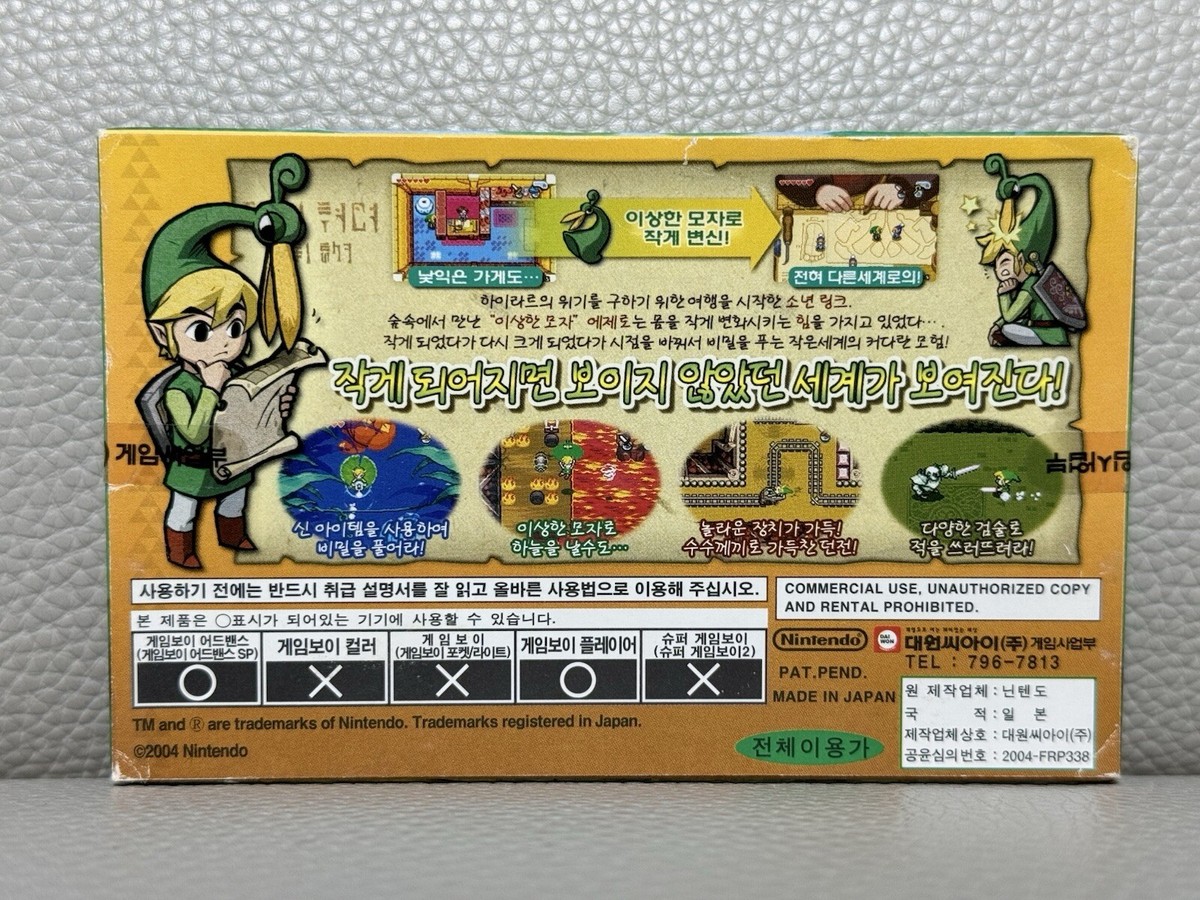 이상한 모자로
작게 변신!
낯익은 가게도…
전혀 다른세계로의!
하이라르의 위기를 구하기 위한 여행을 시작한 소년 링크.
숲속에서 만난 "이상한 모자" 에제로는 몸을 작게 변화시키는 힘을 가지고 있었다….
작게 되었다가 다시 크게 되었다가 시점을 바꿔서 비밀을 푸는 작은세계의 커다란 모험!
작게 되어지면 보이지 않았던 세계가 보여진다!
게임사업부
신 아이템을 사용하여
비밀을 풀어라!
이상한 모자로
하늘을 날수도…
놀라운 장치가 가득!
수수께끼로 가득찬 던전!
다양한 검술로
적을 쓰러뜨려라!
사용하기 전에는 반드시 취급 설명서를 잘 읽고 올바른 사용법으로 이용해 주십시오.
본 제품은 ○표시가 되어있는 기기에 사용할 수 있습니다.
게임보이 어드밴스
(게임보이 어드밴스 SP)
게임보이 컬러
게 임 보 이
(게임보이 포켓/라이트)
게임보이 플레이어
슈퍼 게임보이
(슈퍼 게임보이2)
○ X X ○ X
TM and ® are trademarks of Nintendo. Trademarks registered in Japan.
©2004 Nintendo
COMMERCIAL USE, UNAUTHORIZED COPY
AND RENTAL PROHIBITED.
Nintendo
DAI
WON
대원씨아이(주) 게임사업부
TEL : 796-7813
PAT.PEND.
MADE IN JAPAN
원 제작업체 : 닌텐도
국 적 : 일 본
제작업체상호 : 대원씨아이(주)
공윤심의번호 : 2004-FRP338
전체이용가